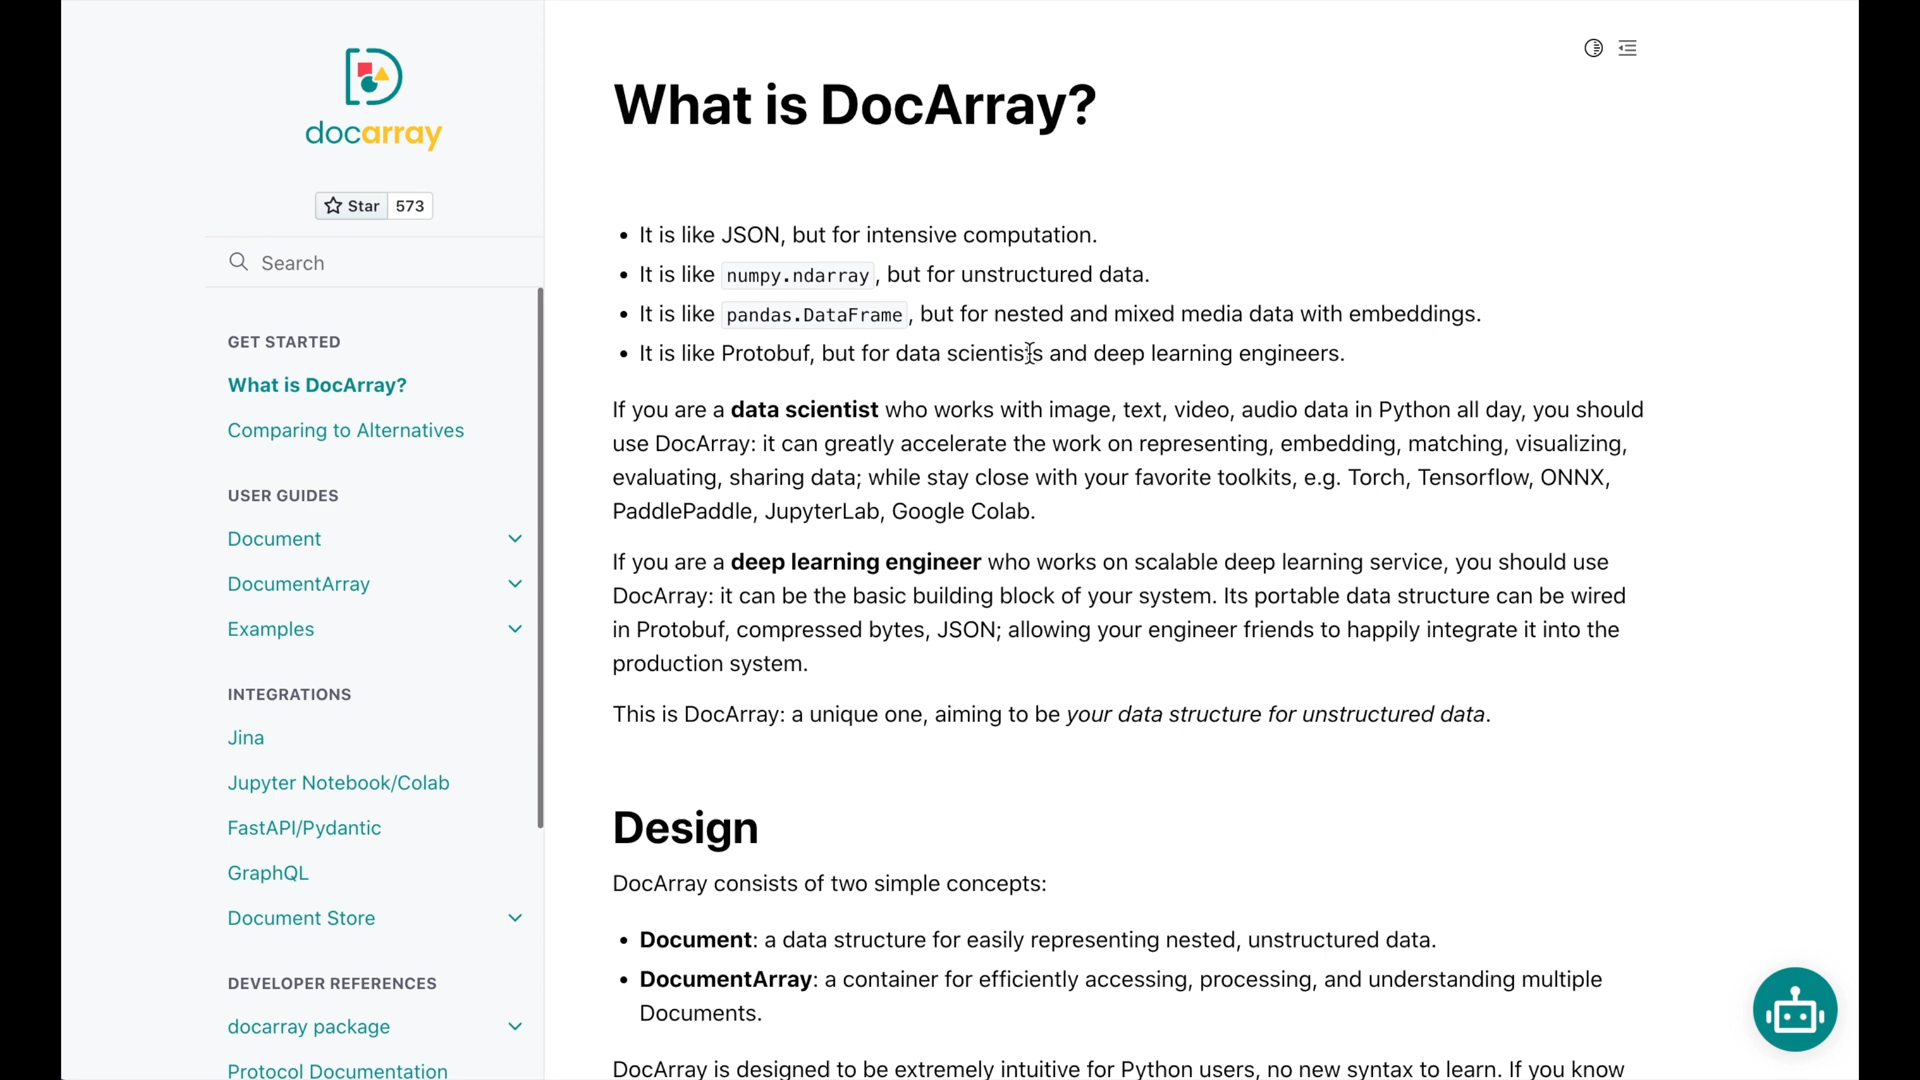 docarray
Star 573
Search
GET STARTED
What is DocArray?
Comparing to Alternatives
USER GUIDES
Document
DocumentArray
Examples
INTEGRATIONS
Jina
Jupyter Notebook/Colab
FastAPI/Pydantic
GraphQL
Document Store
DEVELOPER REFERENCES
docarray package
Protocol Documentation
What is DocArray?
• It is like JSON, but for intensive computation.
• It is like numpy.ndarray, but for unstructured data.
• It is like pandas.DataFrame, but for nested and mixed media data with embeddings.
• It is like Protobuf, but for data scientists and deep learning engineers.
If you are a data scientist who works with image, text, video, audio data in Python all day, you should
use DocArray: it can greatly accelerate the work on representing, embedding, matching, visualizing,
evaluating, sharing data; while stay close with your favorite toolkits, e.g. Torch, Tensorflow, ONNX,
PaddlePaddle, JupyterLab, Google Colab.
If you are a deep learning engineer who works on scalable deep learning service, you should use
DocArray: it can be the basic building block of your system. Its portable data structure can be wired
in Protobuf, compressed bytes, JSON; allowing your engineer friends to happily integrate it into the
production system.
This is DocArray: a unique one, aiming to be your data structure for unstructured data.
Design
DocArray consists of two simple concepts:
• Document: a data structure for easily representing nested, unstructured data.
• DocumentArray: a container for efficiently accessing, processing, and understanding multiple
Documents.
DocArray is designed to be extremely intuitive for Python users, no new syntax to learn. If you know